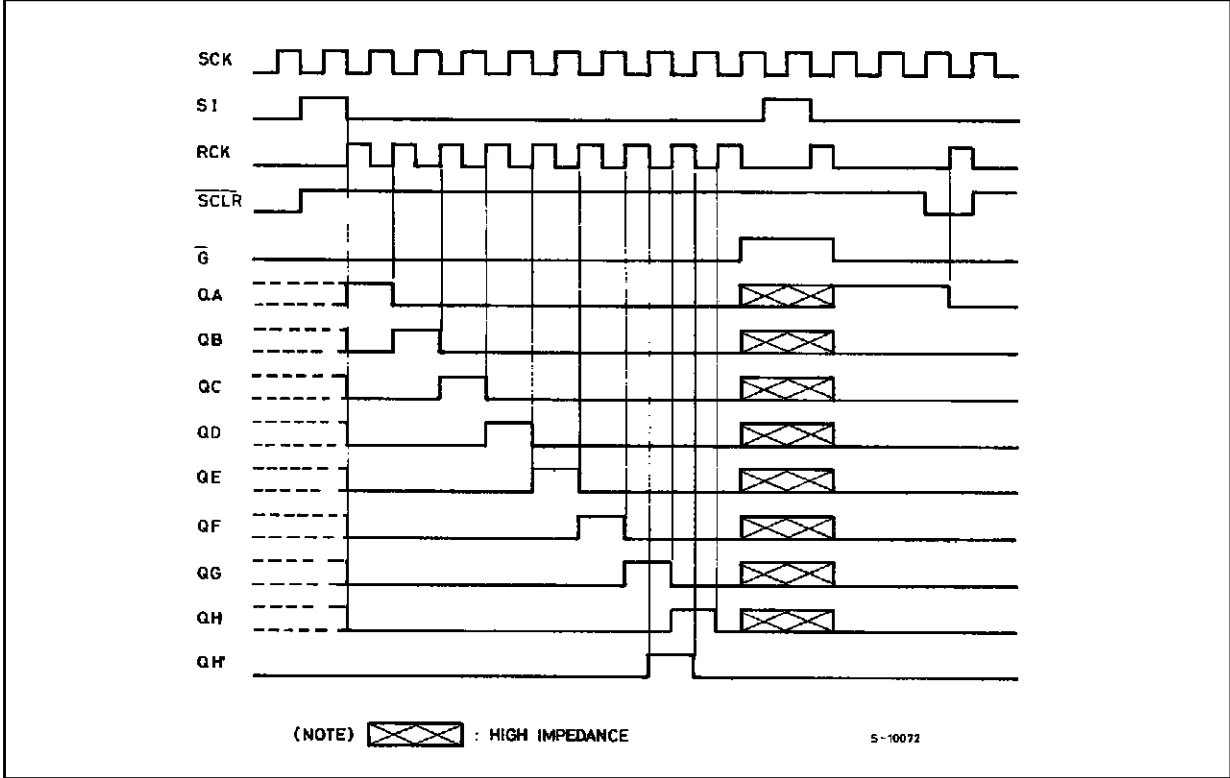 SCK
SI
RCK
SCLR
G
QA
QB
QC
QD
QE
QF
QG
QH
QH'
(NOTE) : HIGH IMPEDANCE
S-10072